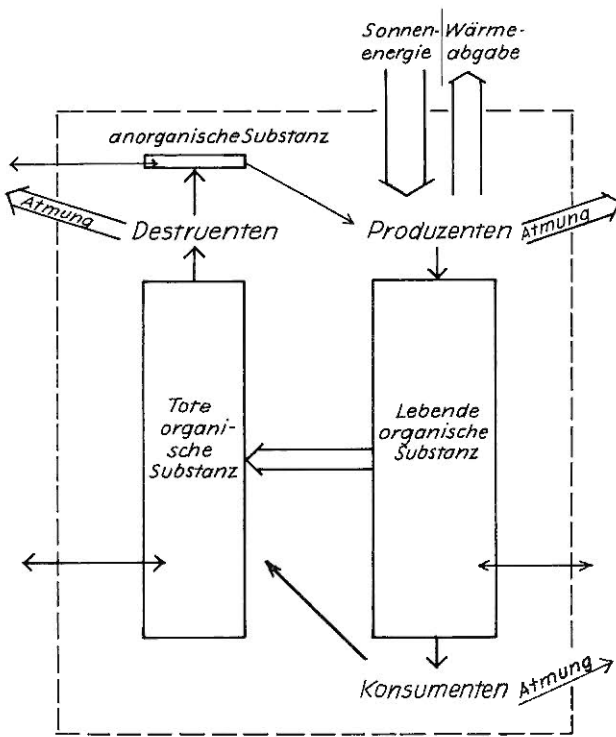 Sonnen-
energie
Wärme-
abgabe
anorganische Substanz
Atmung
Destruenten
Produzenten
Atmung
Tote
organi-
sche
Substanz
Lebende
organische
Substanz
Konsumenten
Atmung